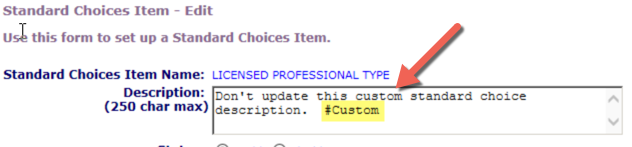 Standard Choices Item - Edit
Use this form to set up a Standard Choices Item.
Standard Choices Item Name: LICENSED PROFESSIONAL TYPE
Description: Don't update this custom standard choice
(250 char max) description. #Custom